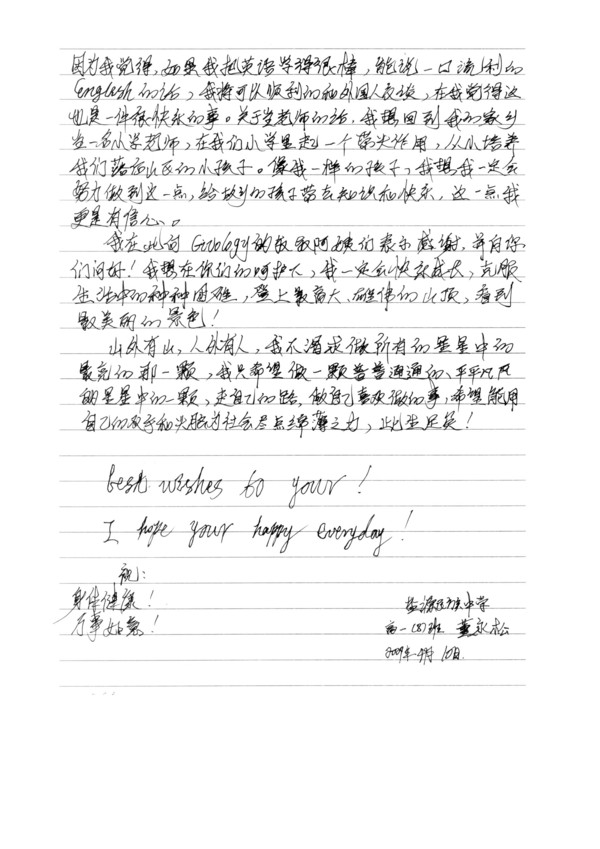 因为我觉得，如果我把英语学得很棒，能说一口流利的
English的话，我将可以顺利的和外国人交谈，在我觉得这
也是一件很快乐的事。关于当老师的话，我想回到我的家乡
当一名小学老师，在我们小学里起一个带头作用，从小培养
我们落后山区的小孩子。像我一样的孩子，我想我一定会
努力做到这一点，给故乡的孩子带去知识和快乐，这一点我
更是有信心。
我在此向 Geology的叔叔阿姨们表示感谢，并向你
们问好！我想在你们的呵护下，我一定会快乐成长，克服
生活中的种种困难，登上最高大、雄伟的山顶，看到
最美丽的景色！
山外有山，人外有人，我不渴求做所有的星星中的
最亮的那一颗，我只希望做一颗普普通通的、平平凡凡
的星星中的一颗，走自己的路，做自己喜欢做的事，希望能用
自己的双手和头脑为社会尽点绵薄之力，此生足矣！
best wishes to your!
I hope your happy everyday!
祝：
身体健康！
万事如意！
盐源民族中学
高一(8)班 董永松
2009年 月10日.